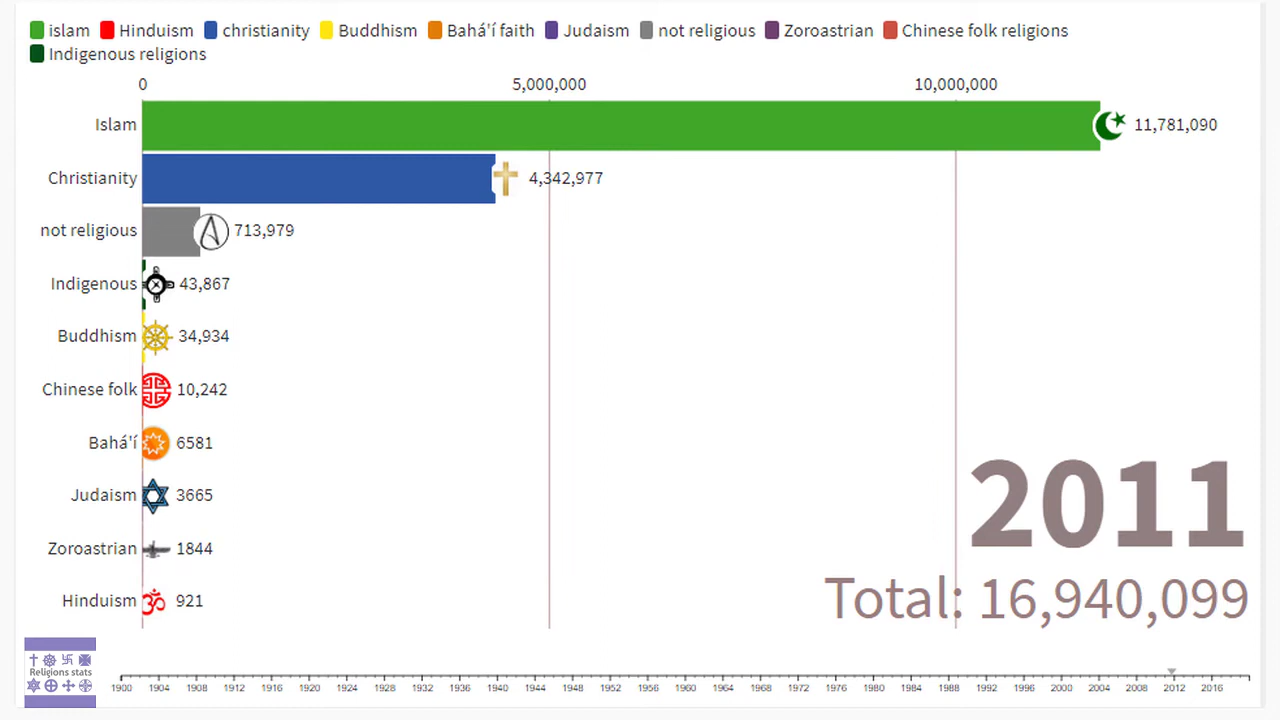 islam Hinduism christianity Buddhism Bahá'í faith Judaism not religious Zoroastrian Chinese folk religions
Indigenous religions
0 5,000,000 10,000,000
Islam 11,781,090
Christianity 4,342,977
not religious 713,979
Indigenous 43,867
Buddhism 34,934
Chinese folk 10,242
Bahá'í 6581
Judaism 3665
Zoroastrian 1844
Hinduism 921
2011
Total: 16,940,099
Religions stats
1900 1904 1908 1912 1916 1920 1924 1928 1932 1936 1940 1944 1948 1952 1956 1960 1964 1968 1972 1976 1980 1984 1988 1992 1996 2000 2004 2008 2012 2016